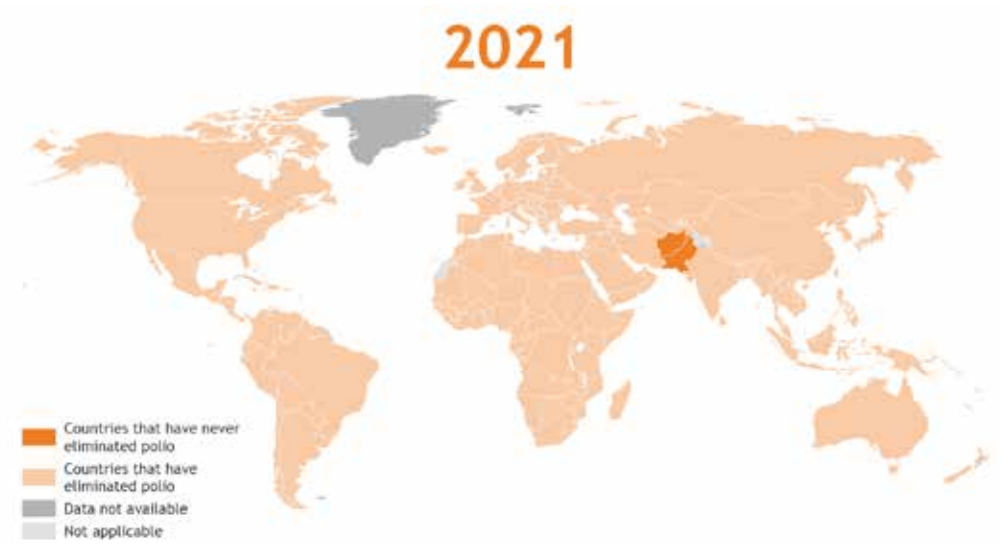 2021
Countries that have never
eliminated polio
Countries that have
eliminated polio
Data not available
Not applicable